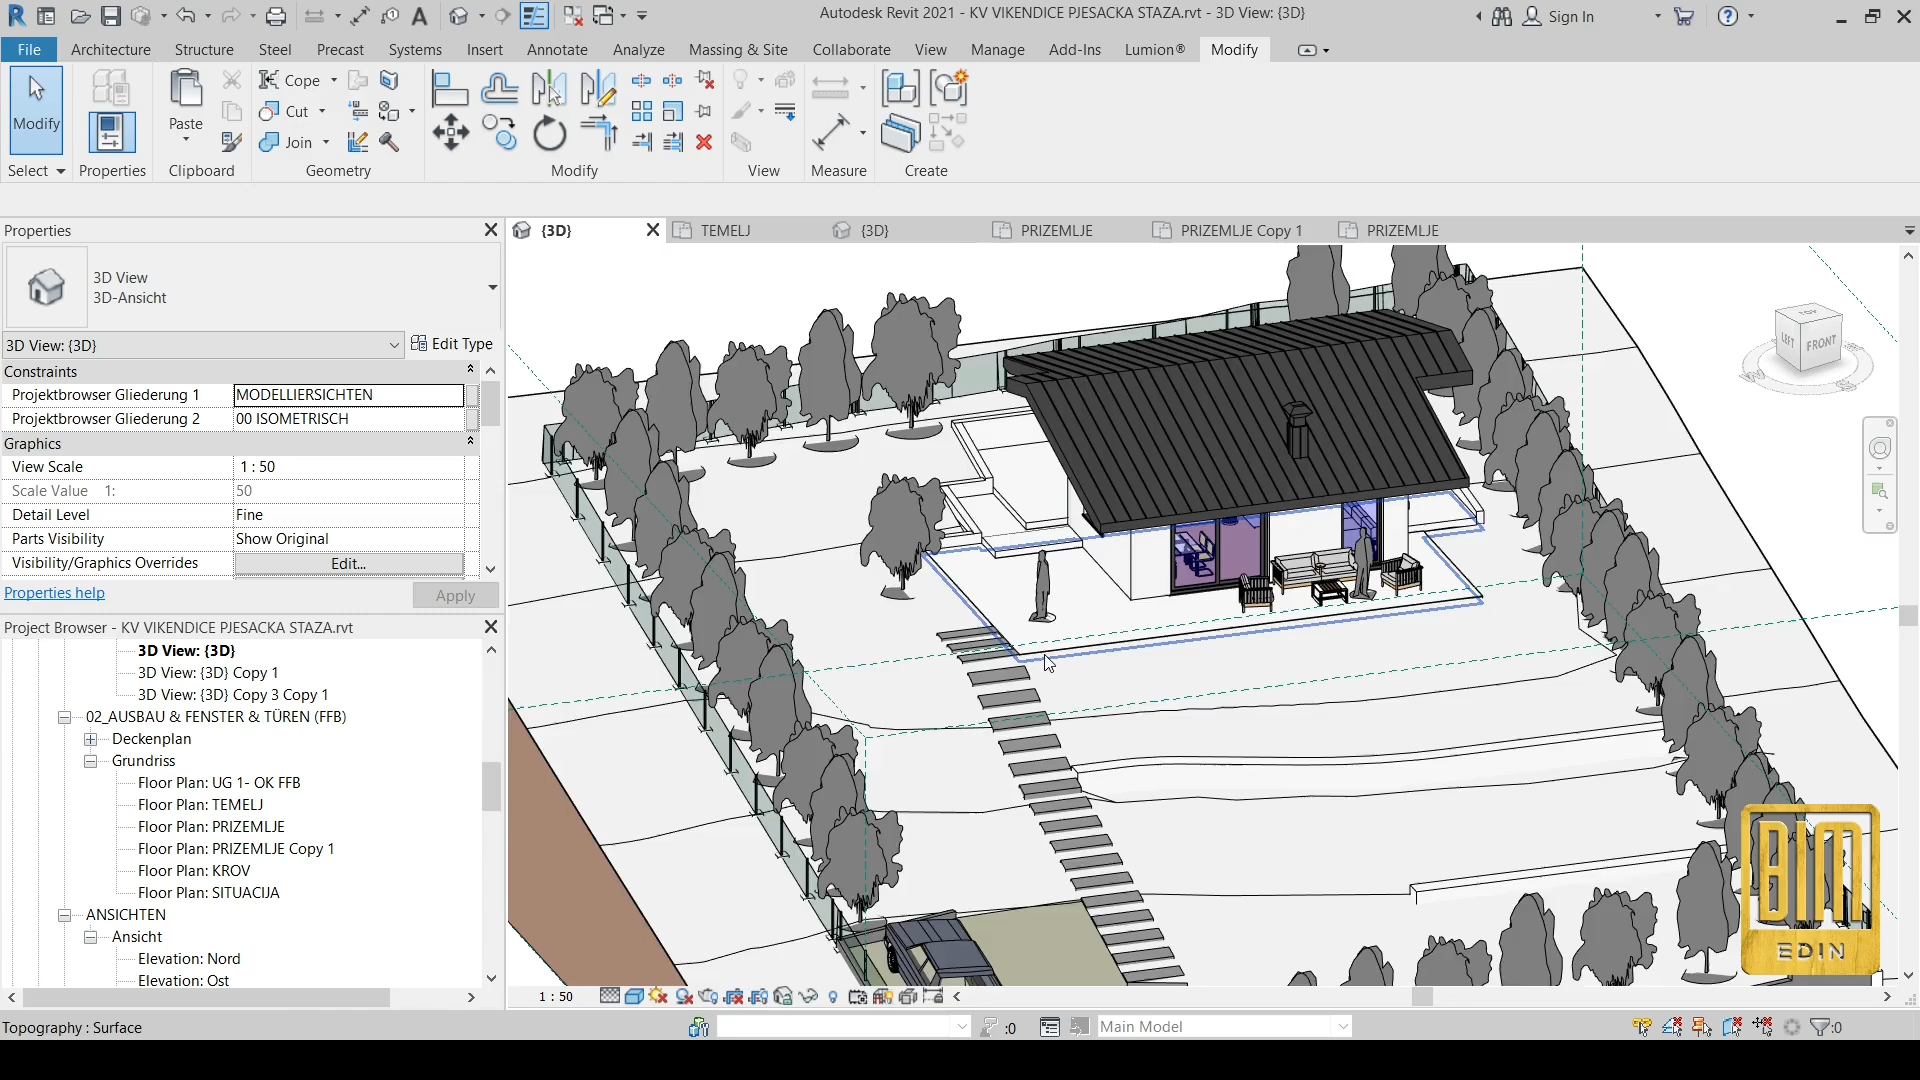 Autodesk Revit 2021 - KV VIKENDICE PJESACKA STAZA.rvt - 3D View: {3D}
Sign In
File Architecture Structure Steel Precast Systems Insert Annotate Analyze Massing & Site Collaborate View Manage Add-Ins Lumion® Modify
Modify
Paste
Cope
Cut
Join
Select Properties Clipboard Geometry Modify View Measure Create
Properties
{3D} TEMELJ {3D} PRIZEMLJE PRIZEMLJE Copy 1 PRIZEMLJE
3D View
3D-Ansicht
3D View: {3D}
Edit Type
Constraints
Projektbrowser Gliederung 1 MODELLIERSICHTEN
Projektbrowser Gliederung 2 00 ISOMETRISCH
Graphics
View Scale 1 : 50
Scale Value 1: 50
Detail Level Fine
Parts Visibility Show Original
Visibility/Graphics Overrides Edit...
Properties help
Apply
Project Browser - KV VIKENDICE PJESACKA STAZA.rvt
3D View: {3D}
3D View: {3D} Copy 1
3D View: {3D} Copy 3 Copy 1
02_AUSBAU & FENSTER & TÜREN (FFB)
Deckenplan
Grundriss
Floor Plan: UG 1- OK FFB
Floor Plan: TEMELJ
Floor Plan: PRIZEMLJE
Floor Plan: PRIZEMLJE Copy 1
Floor Plan: KROV
Floor Plan: SITUACIJA
ANSICHTEN
Ansicht
Elevation: Nord
Elevation: Ost
TOP
LEFT
FRONT
BIM
EDIN
1 : 50
Topography : Surface
:0
Main Model
:0